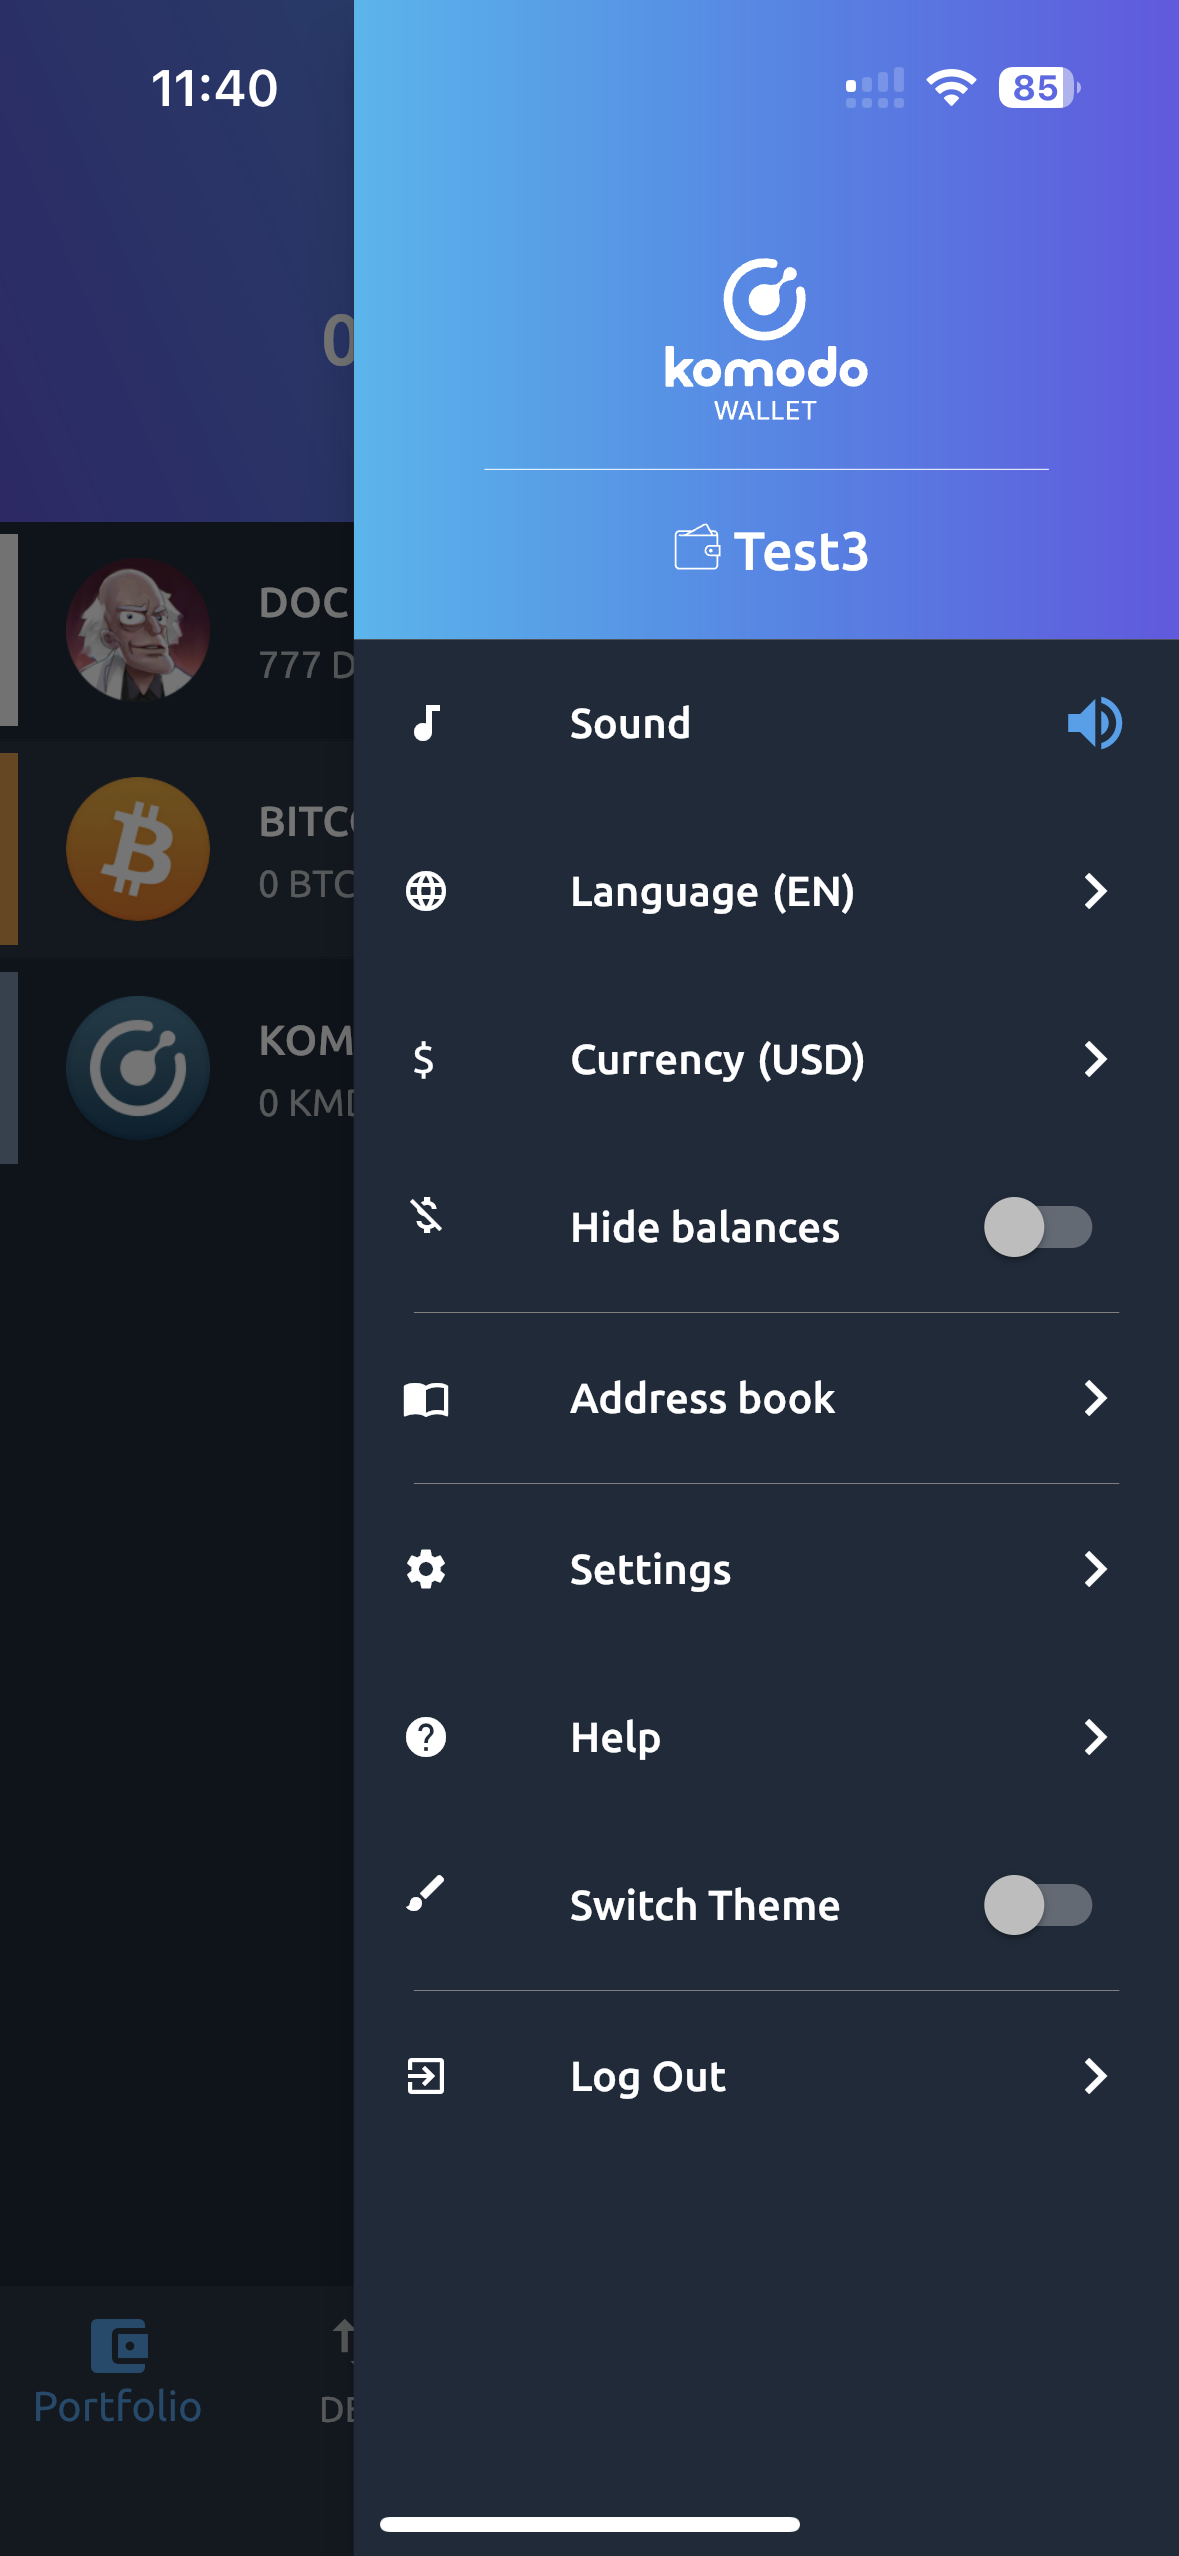 11:40
85
0
komodo
WALLET
Test3
DOC
777 D
BITC
0 BTC
KOM
0 KMD
Sound
Language (EN)
Currency (USD)
Hide balances
Address book
Settings
Help
Switch Theme
Log Out
Portfolio
DE